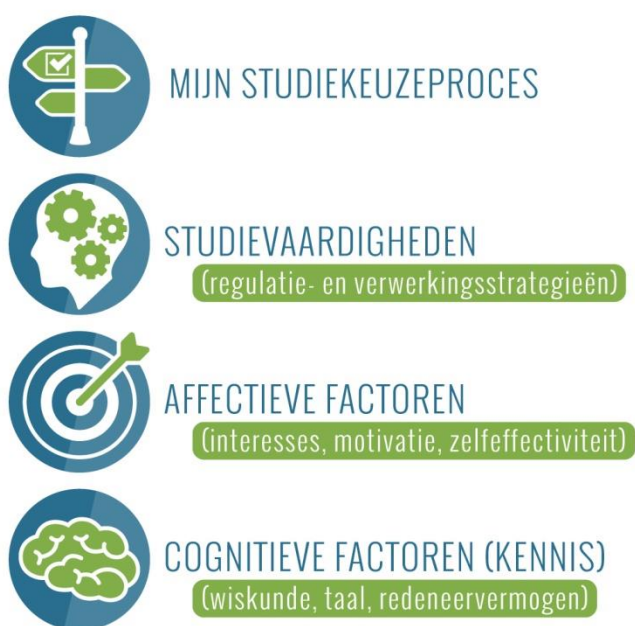 MIJN STUDIEKEUZEPROCES
STUDIEVAARDIGHEDEN
(regulatie- en verwerkingsstrategieën)
AFFECTIEVE FACTOREN
(interesses, motivatie, zelfeffectiviteit)
COGNITIEVE FACTOREN (KENNIS)
(wiskunde, taal, redeneervermogen)